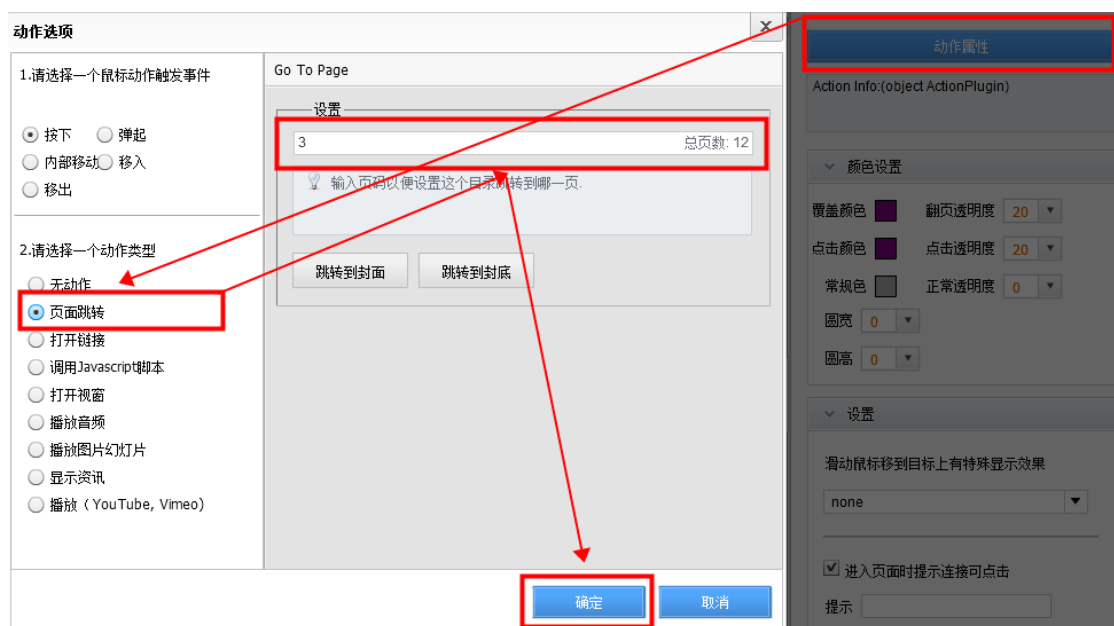 动作选项
X
1.请选择一个鼠标动作触发事件
按下 弹起
内部移动 移入
移出
2.请选择一个动作类型
无动作
页面跳转
打开链接
调用Javascript脚本
打开视窗
播放音频
播放图片幻灯片
显示资讯
播放（YouTube, Vimeo)
Go To Page
设置
3 总页数: 12
输入页码以便设置这个目录跳转到哪一页.
跳转到封面 跳转到封底
确定 取消
动作属性
Action Info:(object ActionPlugin)
颜色设置
覆盖颜色 翻页透明度 20
点击颜色 点击透明度 20
常规色 正常透明度 0
圆宽 0
圆高 0
设置
滑动鼠标移到目标上有特殊显示效果
none
进入页面时提示连接可点击
提示